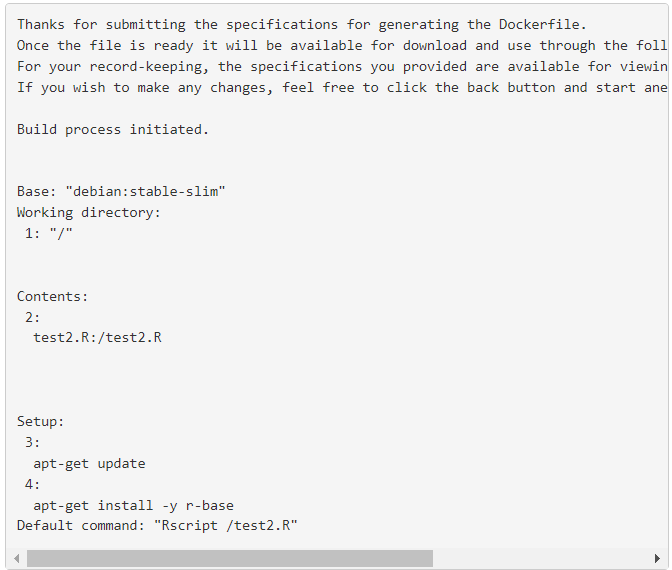 Thanks for submitting the specifications for generating the Dockerfile.
Once the file is ready it will be available for download and use through the foll
For your record-keeping, the specifications you provided are available for viewin
If you wish to make any changes, feel free to click the back button and start ane
Build process initiated.
Base: "debian:stable-slim"
Working directory:
1: "/"
Contents:
2:
test2.R:/test2.R
Setup:
3:
apt-get update
4:
apt-get install -y r-base
Default command: "Rscript /test2.R"